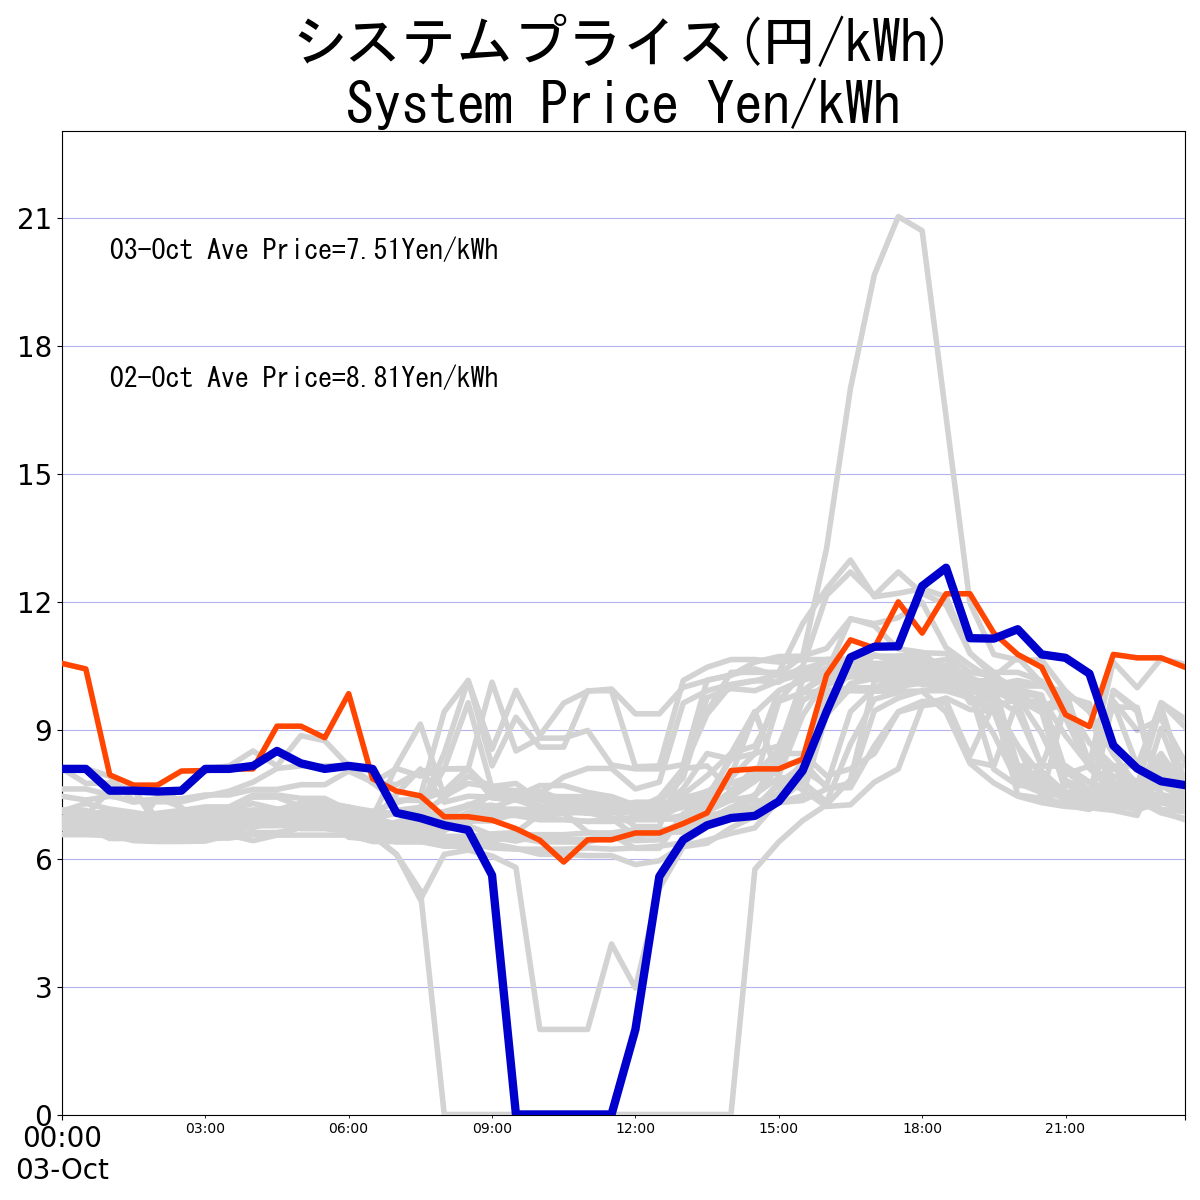 システムプライス(円/kWh)
System Price Yen/kWh
21
03-Oct Ave Price=7.51Yen/kWh
18
02-Oct Ave Price=8.81Yen/kWh
15
12
9
6
3
0
00:00 03:00 06:00 09:00 12:00 15:00 18:00 21:00
03-Oct